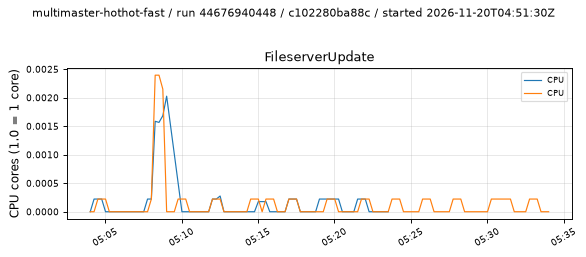 multimaster-hothot-fast / run 44676940448 / c102280ba88c / started 2026-11-20T04:51:30Z
FileserverUpdate
CPU cores (1.0 = 1 core)
0.0025
0.0020
0.0015
0.0010
0.0005
0.0000
CPU
CPU
05:05
05:10
05:15
05:20
05:25
05:30
05:35